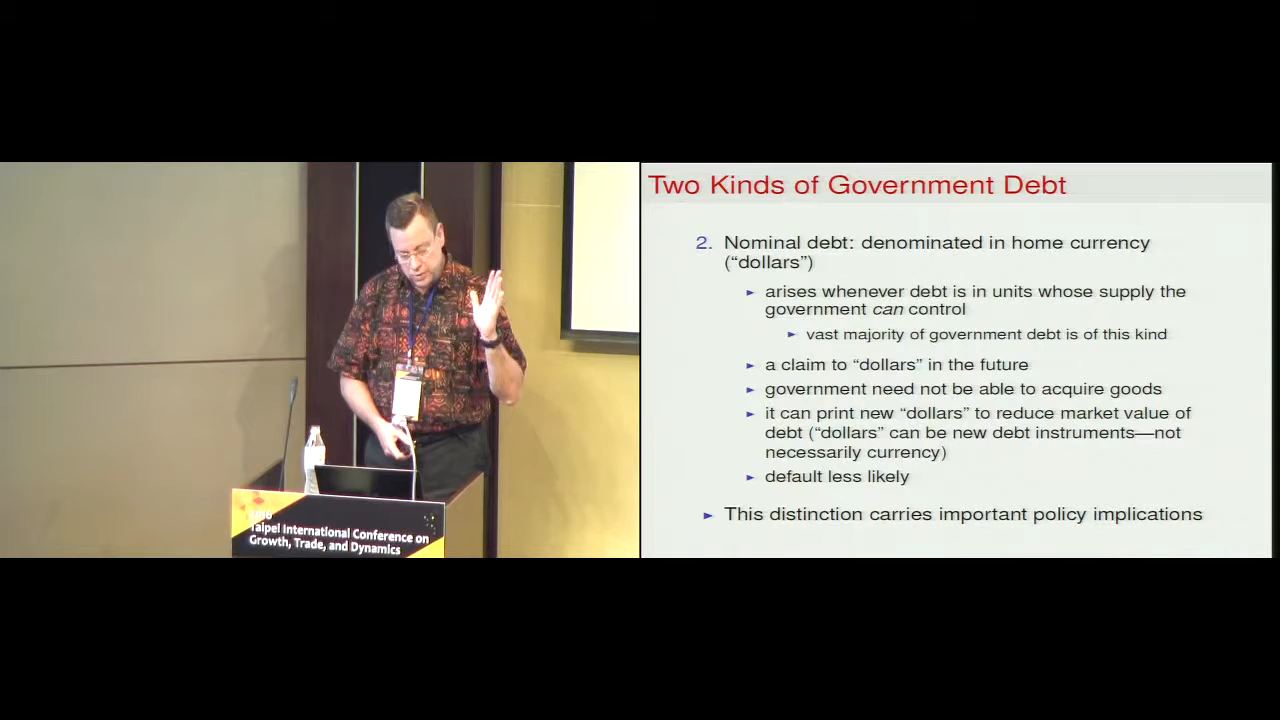 Taipei International Conference on
Growth, Trade, and Dynamics
Two Kinds of Government Debt
2. Nominal debt: denominated in home currency
(“dollars”)
► arises whenever debt is in units whose supply the
government can control
► vast majority of government debt is of this kind
► a claim to “dollars” in the future
► government need not be able to acquire goods
► it can print new “dollars” to reduce market value of
debt (“dollars” can be new debt instruments—not
necessarily currency)
► default less likely
► This distinction carries important policy implications